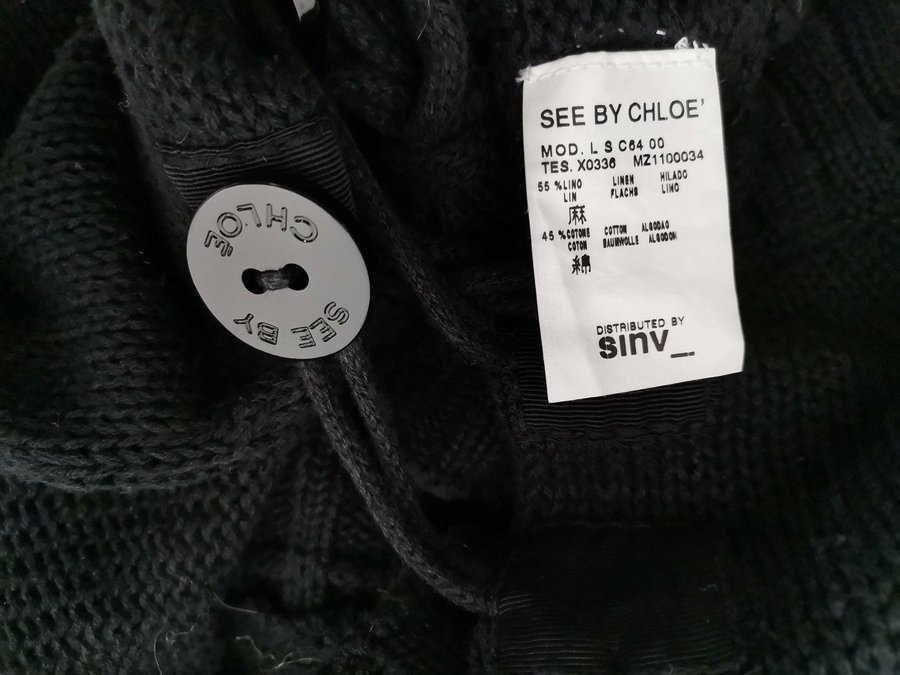 SEE BY CHLOE'
MOD. L S C64 00
TES. X0336 MZ1100034
55 %LINO LINEN HILADO
LIN FLACHS LINO
麻
45 %COTONE COTTON ALGODAO
COTON BAUMWOLLE ALGODON
綿
DISTRIBUTED BY
sinv_
SEE BY CHLOÉ